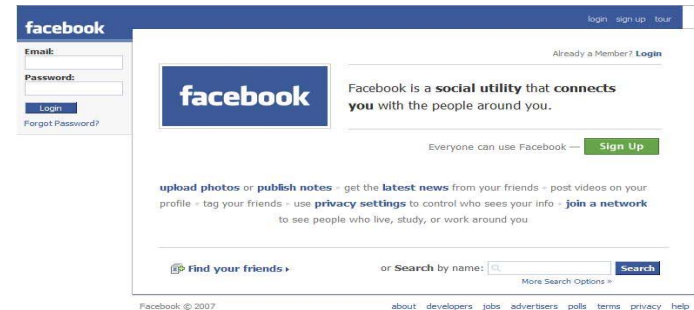 facebook
login sign up tour
Email:
Password:
Login
Forgot Password?
Already a Member? Login
facebook
Facebook is a social utility that connects
you with the people around you.
Everyone can use Facebook — Sign Up
upload photos or publish notes - get the latest news from your friends - post videos on your
profile - tag your friends - use privacy settings to control who sees your info - join a network
to see people who live, study, or work around you
Find your friends ▸
or Search by name: Search
More Search Options »
Facebook © 2007
about developers jobs advertisers polls terms privacy help